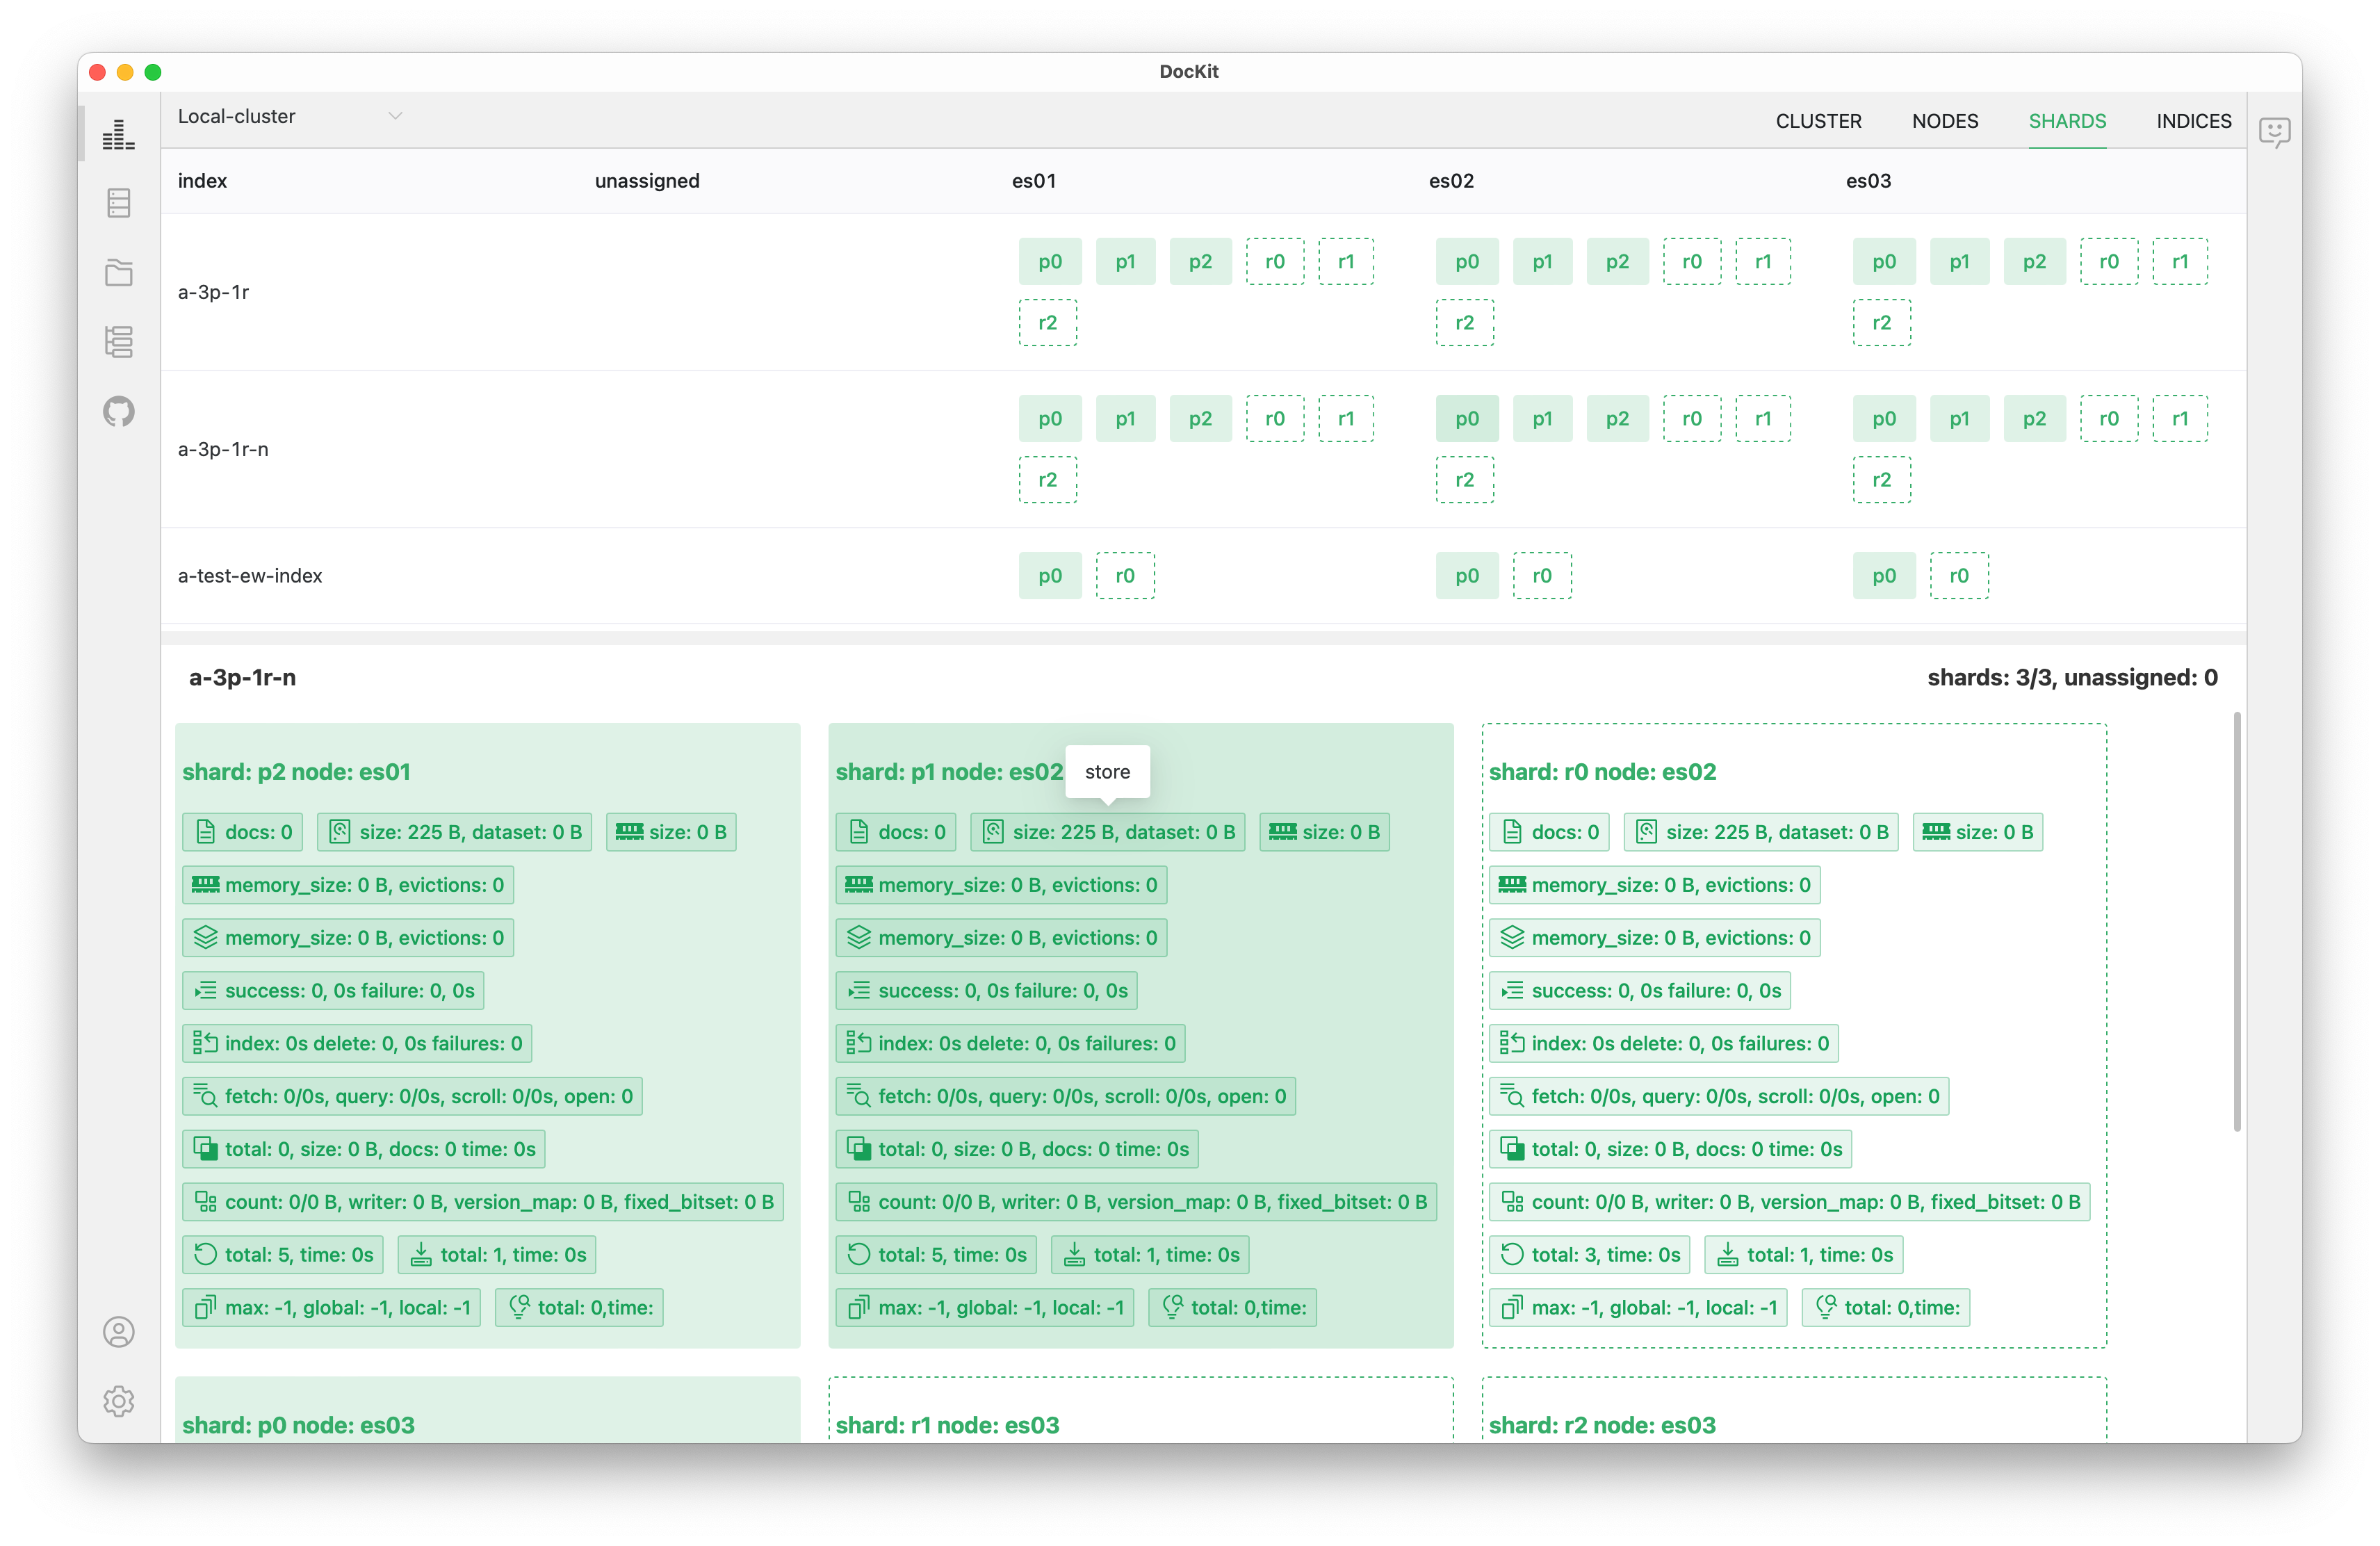 DocKit
Local-cluster
CLUSTER NODES SHARDS INDICES
index unassigned es01 es02 es03
a-3p-1r
p0 p1 p2 r0 r1 p0 p1 p2 r0 r1 p0 p1 p2 r0 r1
r2 r2 r2
a-3p-1r-n
p0 p1 p2 r0 r1 p0 p1 p2 r0 r1 p0 p1 p2 r0 r1
r2 r2 r2
a-test-ew-index p0 r0 p0 r0 p0 r0
a-3p-1r-n shards: 3/3, unassigned: 0
shard: p2 node: es01
docs: 0 size: 225 B, dataset: 0 B size: 0 B
memory_size: 0 B, evictions: 0
memory_size: 0 B, evictions: 0
success: 0, 0s failure: 0, 0s
index: 0s delete: 0, 0s failures: 0
fetch: 0/0s, query: 0/0s, scroll: 0/0s, open: 0
total: 0, size: 0 B, docs: 0 time: 0s
count: 0/0 B, writer: 0 B, version_map: 0 B, fixed_bitset: 0 B
total: 5, time: 0s total: 1, time: 0s
max: -1, global: -1, local: -1 total: 0,time:
shard: p1 node: es02
store
docs: 0 size: 225 B, dataset: 0 B size: 0 B
memory_size: 0 B, evictions: 0
memory_size: 0 B, evictions: 0
success: 0, 0s failure: 0, 0s
index: 0s delete: 0, 0s failures: 0
fetch: 0/0s, query: 0/0s, scroll: 0/0s, open: 0
total: 0, size: 0 B, docs: 0 time: 0s
count: 0/0 B, writer: 0 B, version_map: 0 B, fixed_bitset: 0 B
total: 5, time: 0s total: 1, time: 0s
max: -1, global: -1, local: -1 total: 0,time:
shard: r0 node: es02
docs: 0 size: 225 B, dataset: 0 B size: 0 B
memory_size: 0 B, evictions: 0
memory_size: 0 B, evictions: 0
success: 0, 0s failure: 0, 0s
index: 0s delete: 0, 0s failures: 0
fetch: 0/0s, query: 0/0s, scroll: 0/0s, open: 0
total: 0, size: 0 B, docs: 0 time: 0s
count: 0/0 B, writer: 0 B, version_map: 0 B, fixed_bitset: 0 B
total: 3, time: 0s total: 1, time: 0s
max: -1, global: -1, local: -1 total: 0,time:
shard: p0 node: es03
shard: r1 node: es03
shard: r2 node: es03